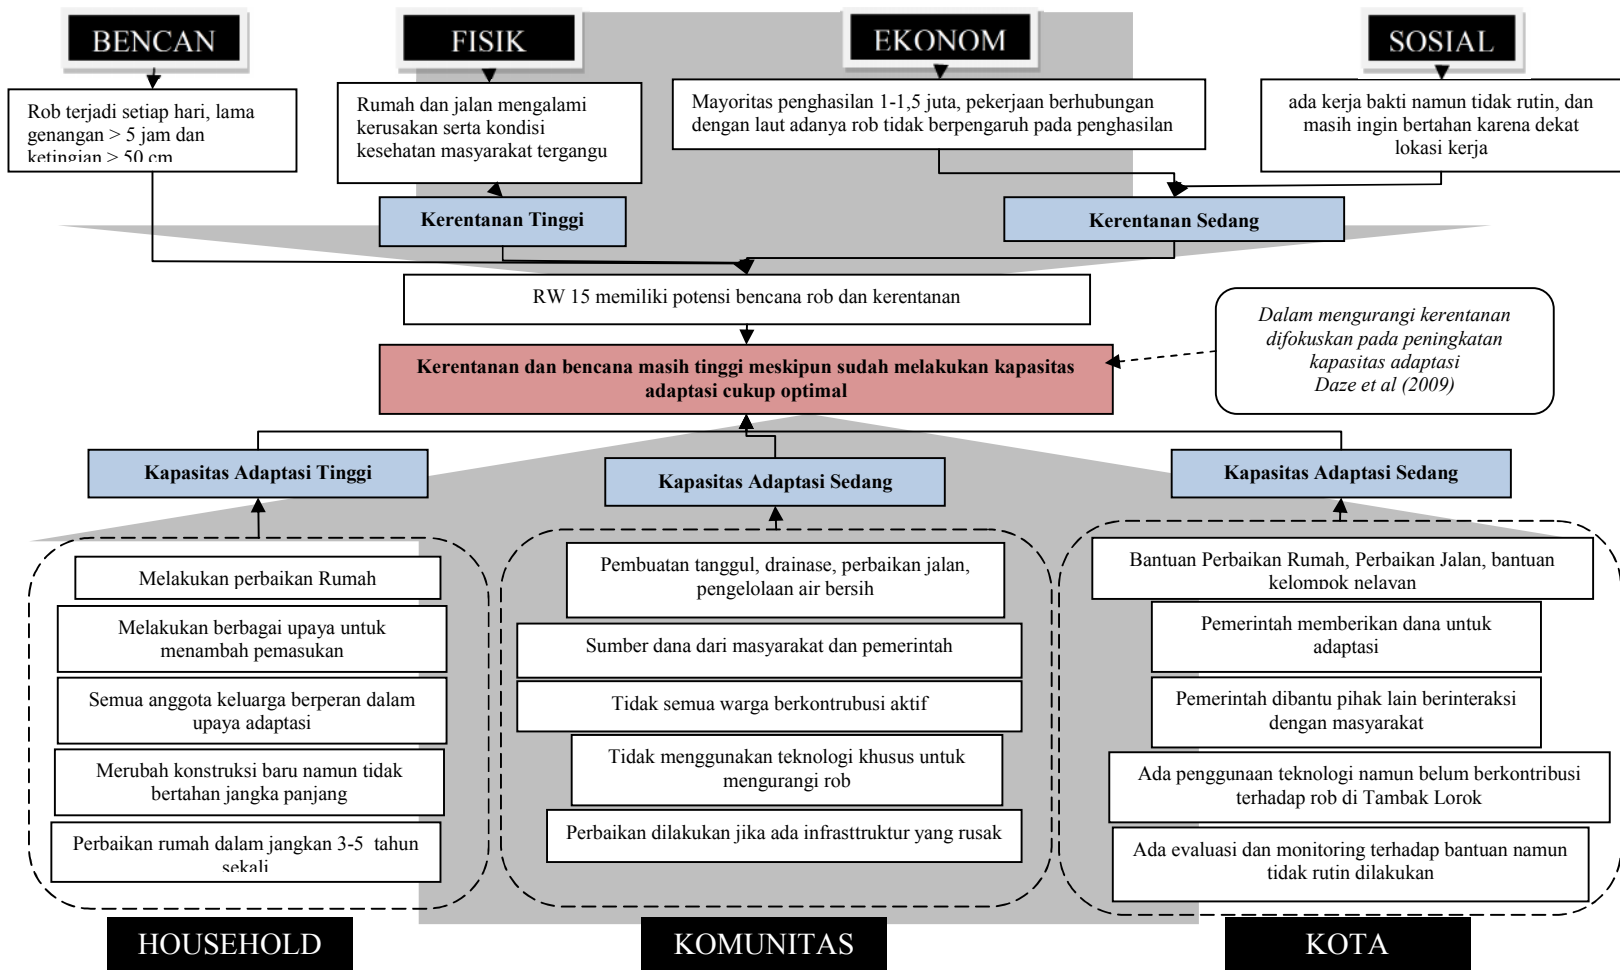 BENCAN
FISIK
EKONOM
SOSIAL
Rob terjadi setiap hari, lama
genangan > 5 jam dan
ketingian > 50 cm
Rumah dan jalan mengalami
kerusakan serta kondisi
kesehatan masyarakat tergangu
Mayoritas penghasilan 1-1,5 juta, pekerjaan berhubungan
dengan laut adanya rob tidak berpengaruh pada penghasilan
ada kerja bakti namun tidak rutin, dan
masih ingin bertahan karena dekat
lokasi kerja
Kerentanan Tinggi
Kerentanan Sedang
RW 15 memiliki potensi bencana rob dan kerentanan
Kerentanan dan bencana masih tinggi meskipun sudah melakukan kapasitas
adaptasi cukup optimal
Dalam mengurangi kerentanan
difokuskan pada peningkatan
kapasitas adaptasi
Daze et al (2009)
Kapasitas Adaptasi Tinggi
Kapasitas Adaptasi Sedang
Kapasitas Adaptasi Sedang
Melakukan perbaikan Rumah
Melakukan berbagai upaya untuk
menambah pemasukan
Semua anggota keluarga berperan dalam
upaya adaptasi
Merubah konstruksi baru namun tidak
bertahan jangka panjang
Perbaikan rumah dalam jangkan 3-5 tahun
sekali
Pembuatan tanggul, drainase, perbaikan jalan,
pengelolaan air bersih
Sumber dana dari masyarakat dan pemerintah
Tidak semua warga berkontrubusi aktif
Tidak menggunakan teknologi khusus untuk
mengurangi rob
Perbaikan dilakukan jika ada infrasttruktur yang rusak
Bantuan Perbaikan Rumah, Perbaikan Jalan, bantuan
kelompok nelayan
Pemerintah memberikan dana untuk
adaptasi
Pemerintah dibantu pihak lain berinteraksi
dengan masyarakat
Ada penggunaan teknologi namun belum berkontribusi
terhadap rob di Tambak Lorok
Ada evaluasi dan monitoring terhadap bantuan namun
tidak rutin dilakukan
HOUSEHOLD
KOMUNITAS
KOTA